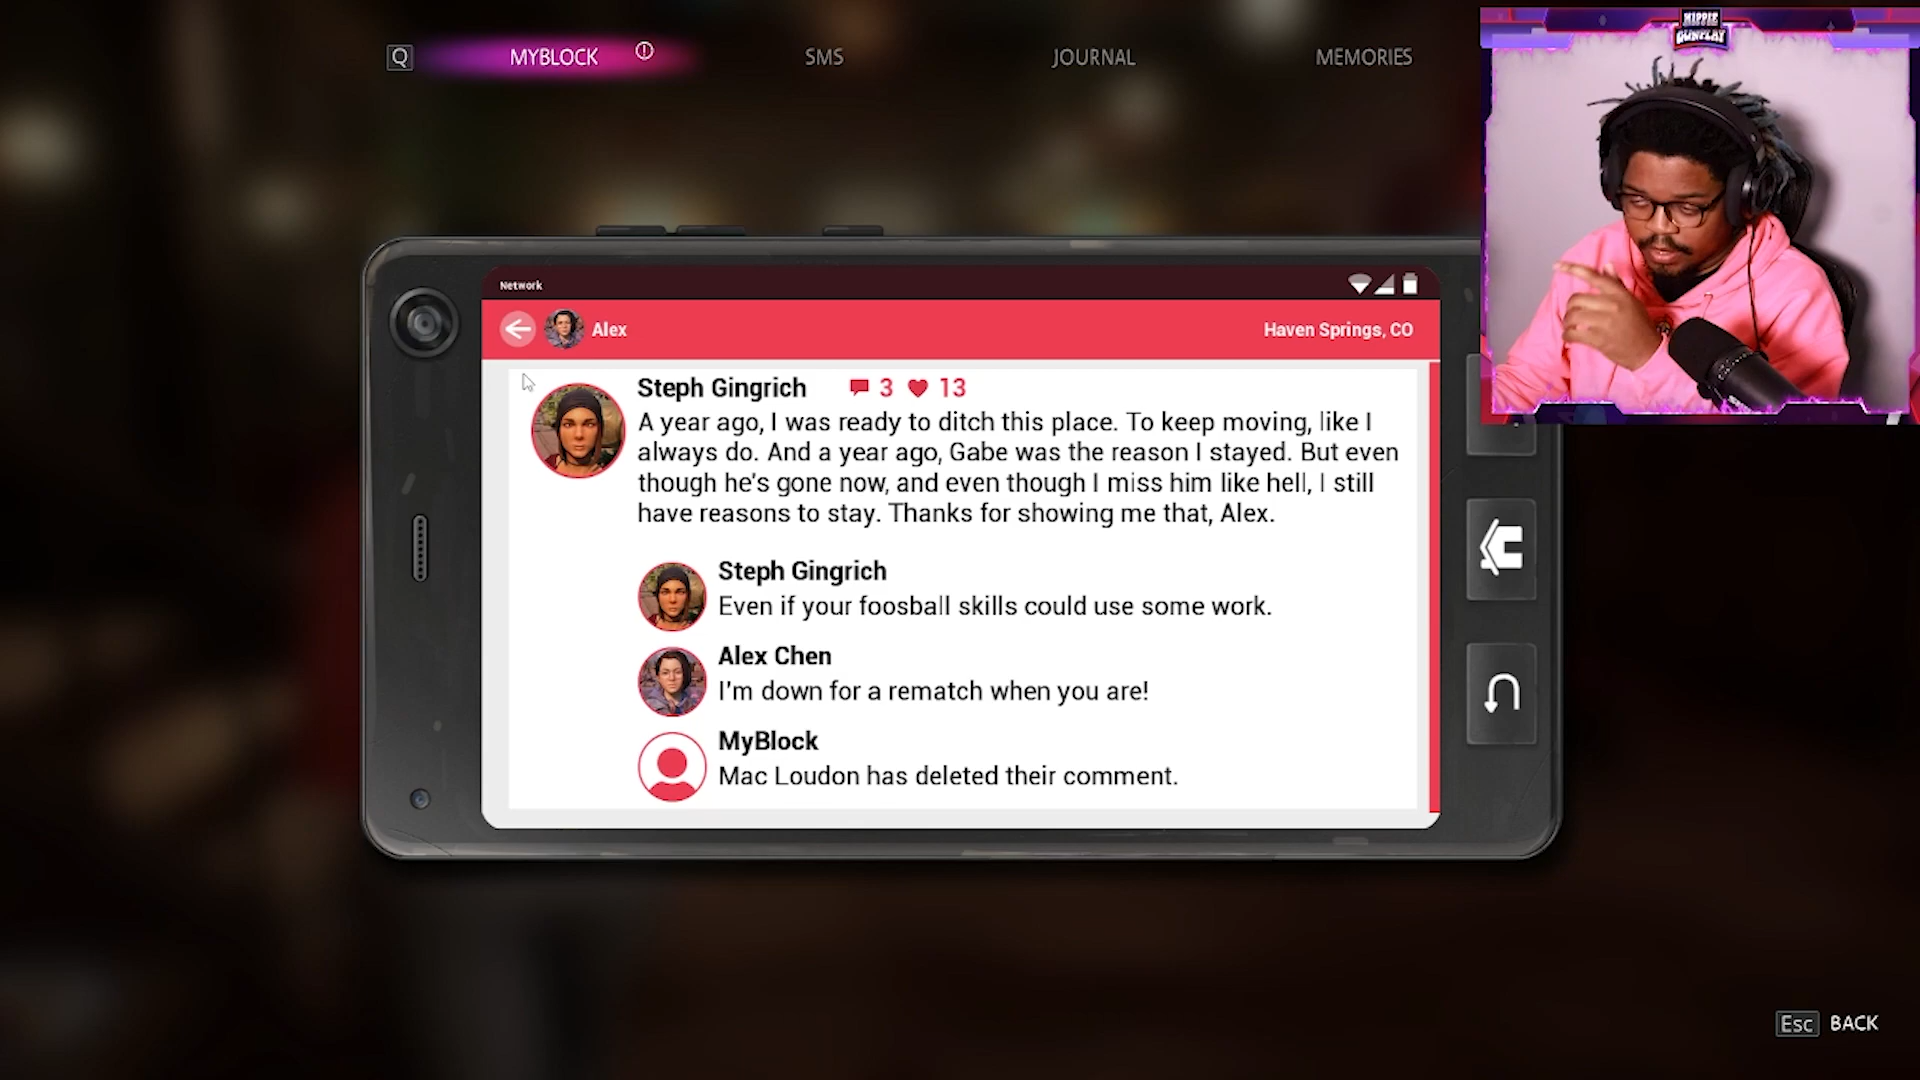 Q MYBLOCK SMS JOURNAL MEMORIES
HIPPIE
GUNPLAY
Network
Alex
Haven Springs, CO
Steph Gingrich 3 13
A year ago, I was ready to ditch this place. To keep moving, like I
always do. And a year ago, Gabe was the reason I stayed. But even
though he's gone now, and even though I miss him like hell, I still
have reasons to stay. Thanks for showing me that, Alex.
Steph Gingrich
Even if your foosball skills could use some work.
Alex Chen
I'm down for a rematch when you are!
MyBlock
Mac Loudon has deleted their comment.
Esc BACK